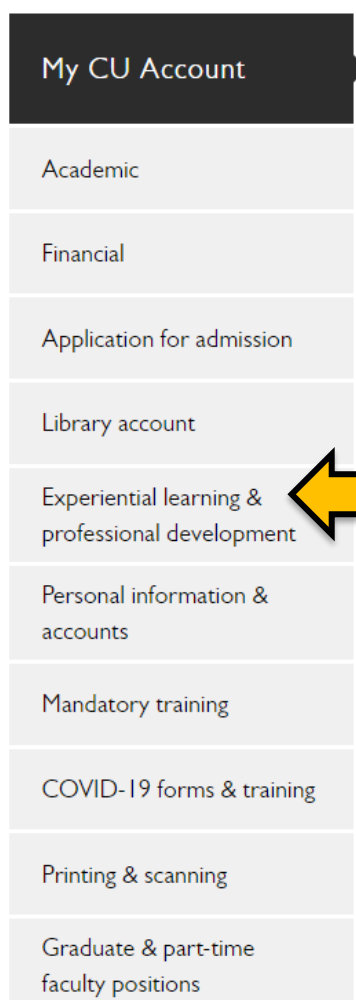 My CU Account
Academic
Financial
Application for admission
Library account
Experiential learning &
professional development
Personal information &
accounts
Mandatory training
COVID-19 forms & training
Printing & scanning
Graduate & part-time
faculty positions